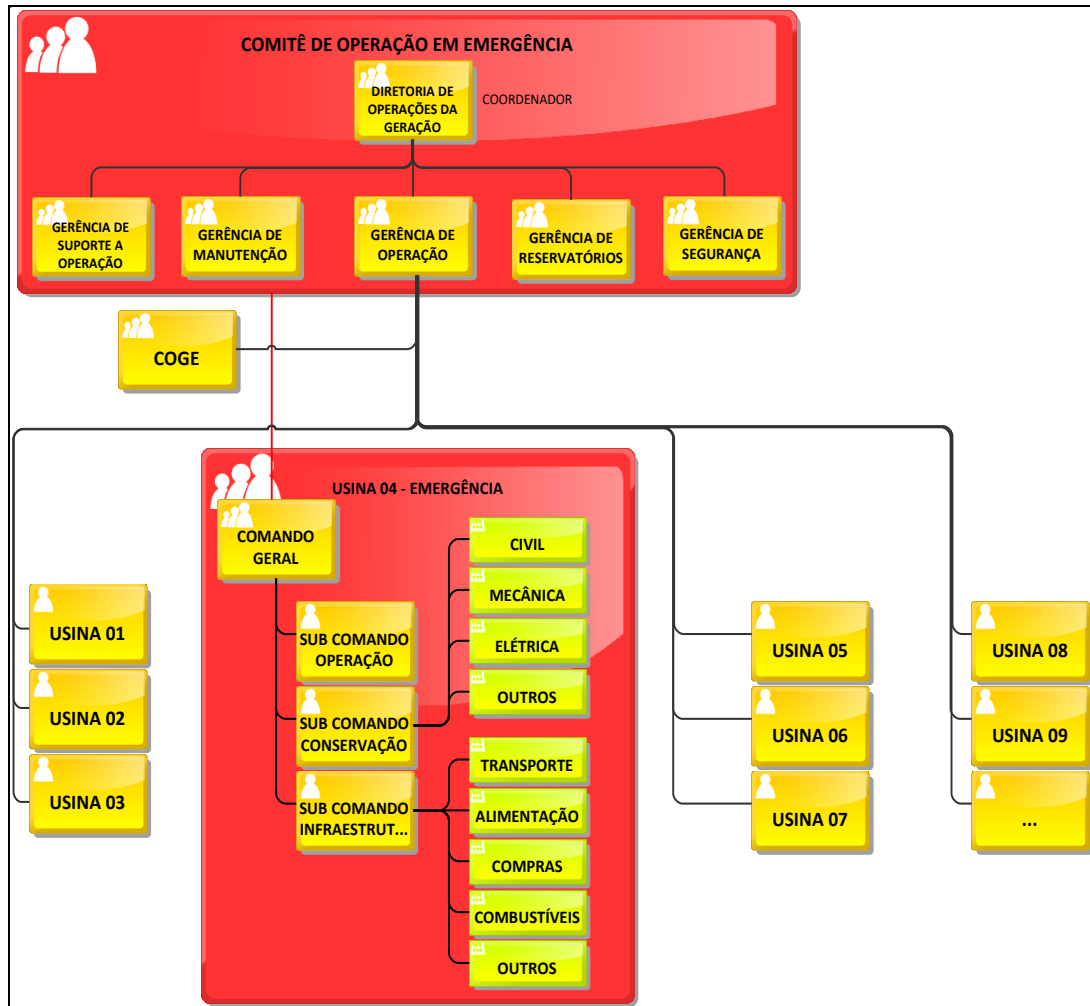 COMITÊ DE OPERAÇÃO EM EMERGÊNCIA
DIRETORIA DE
OPERAÇÕES DA
GERAÇÃO
COORDENADOR
GERÊNCIA DE
SUPORTE A
OPERAÇÃO
GERÊNCIA DE
MANUTENÇÃO
GERÊNCIA DE
OPERAÇÃO
GERÊNCIA DE
RESERVATÓRIOS
GERÊNCIA DE
SEGURANÇA
COGE
USINA 04 - EMERGÊNCIA
COMANDO
GERAL
SUB COMANDO
OPERAÇÃO
SUB COMANDO
CONSERVAÇÃO
SUB COMANDO
INFRAESTRUT...
CIVIL
MECÂNICA
ELÉTRICA
OUTROS
TRANSPORTE
ALIMENTAÇÃO
COMPRAS
COMBUSTÍVEIS
OUTROS
USINA 01
USINA 02
USINA 03
USINA 05
USINA 06
USINA 07
USINA 08
USINA 09
...